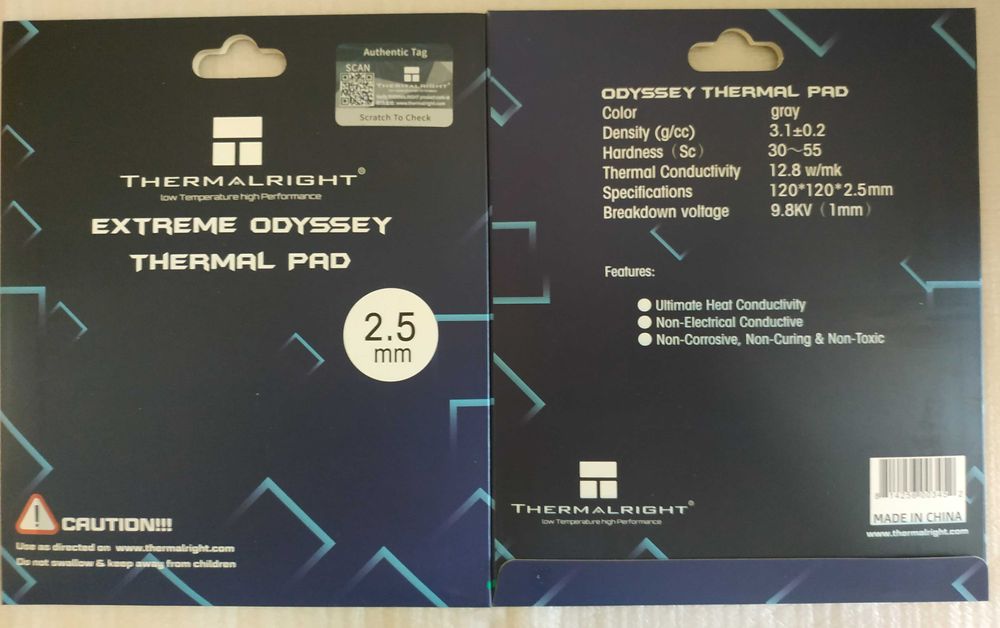 Authentic Tag
SCAN
THERMALRIGHT
www.thermalright.com
Scratch To Check
THERMALRIGHT®
low Temperature high Performance
EXTREME ODYSSEY
THERMAL PAD
2.5
mm
CAUTION!!!
Use as directed on www.thermalright.com
Do not swallow & keep away from children
ODYSSEY THERMAL PAD
Color gray
Density (g/cc) 3.1±0.2
Hardness（Sc） 30～55
Thermal Conductivity 12.8 w/mk
Specifications 120*120*2.5mm
Breakdown voltage 9.8KV（1mm）
Features:
Ultimate Heat Conductivity
Non-Electrical Conductive
Non-Corrosive, Non-Curing & Non-Toxic
THERMALRIGHT®
low Temperature high Performance
MADE IN CHINA
www.thermalright.com